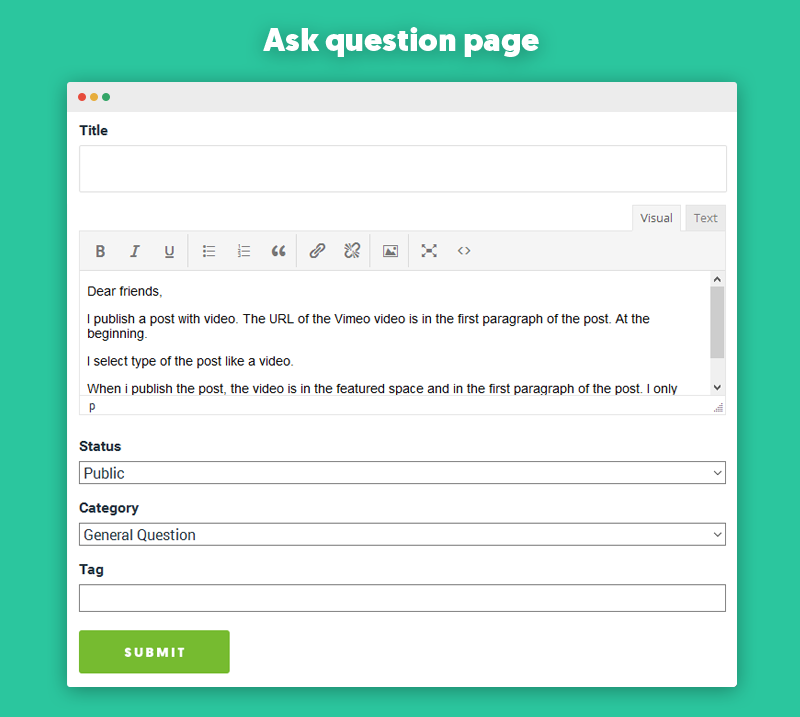 Ask question page
Title
Visual Text
B I U
Dear friends,
I publish a post with video. The URL of the Vimeo video is in the first paragraph of the post. At the
beginning.
I select type of the post like a video.
When i publish the post, the video is in the featured space and in the first paragraph of the post. I only
p
Status
Public
Category
General Question
Tag
SUBMIT